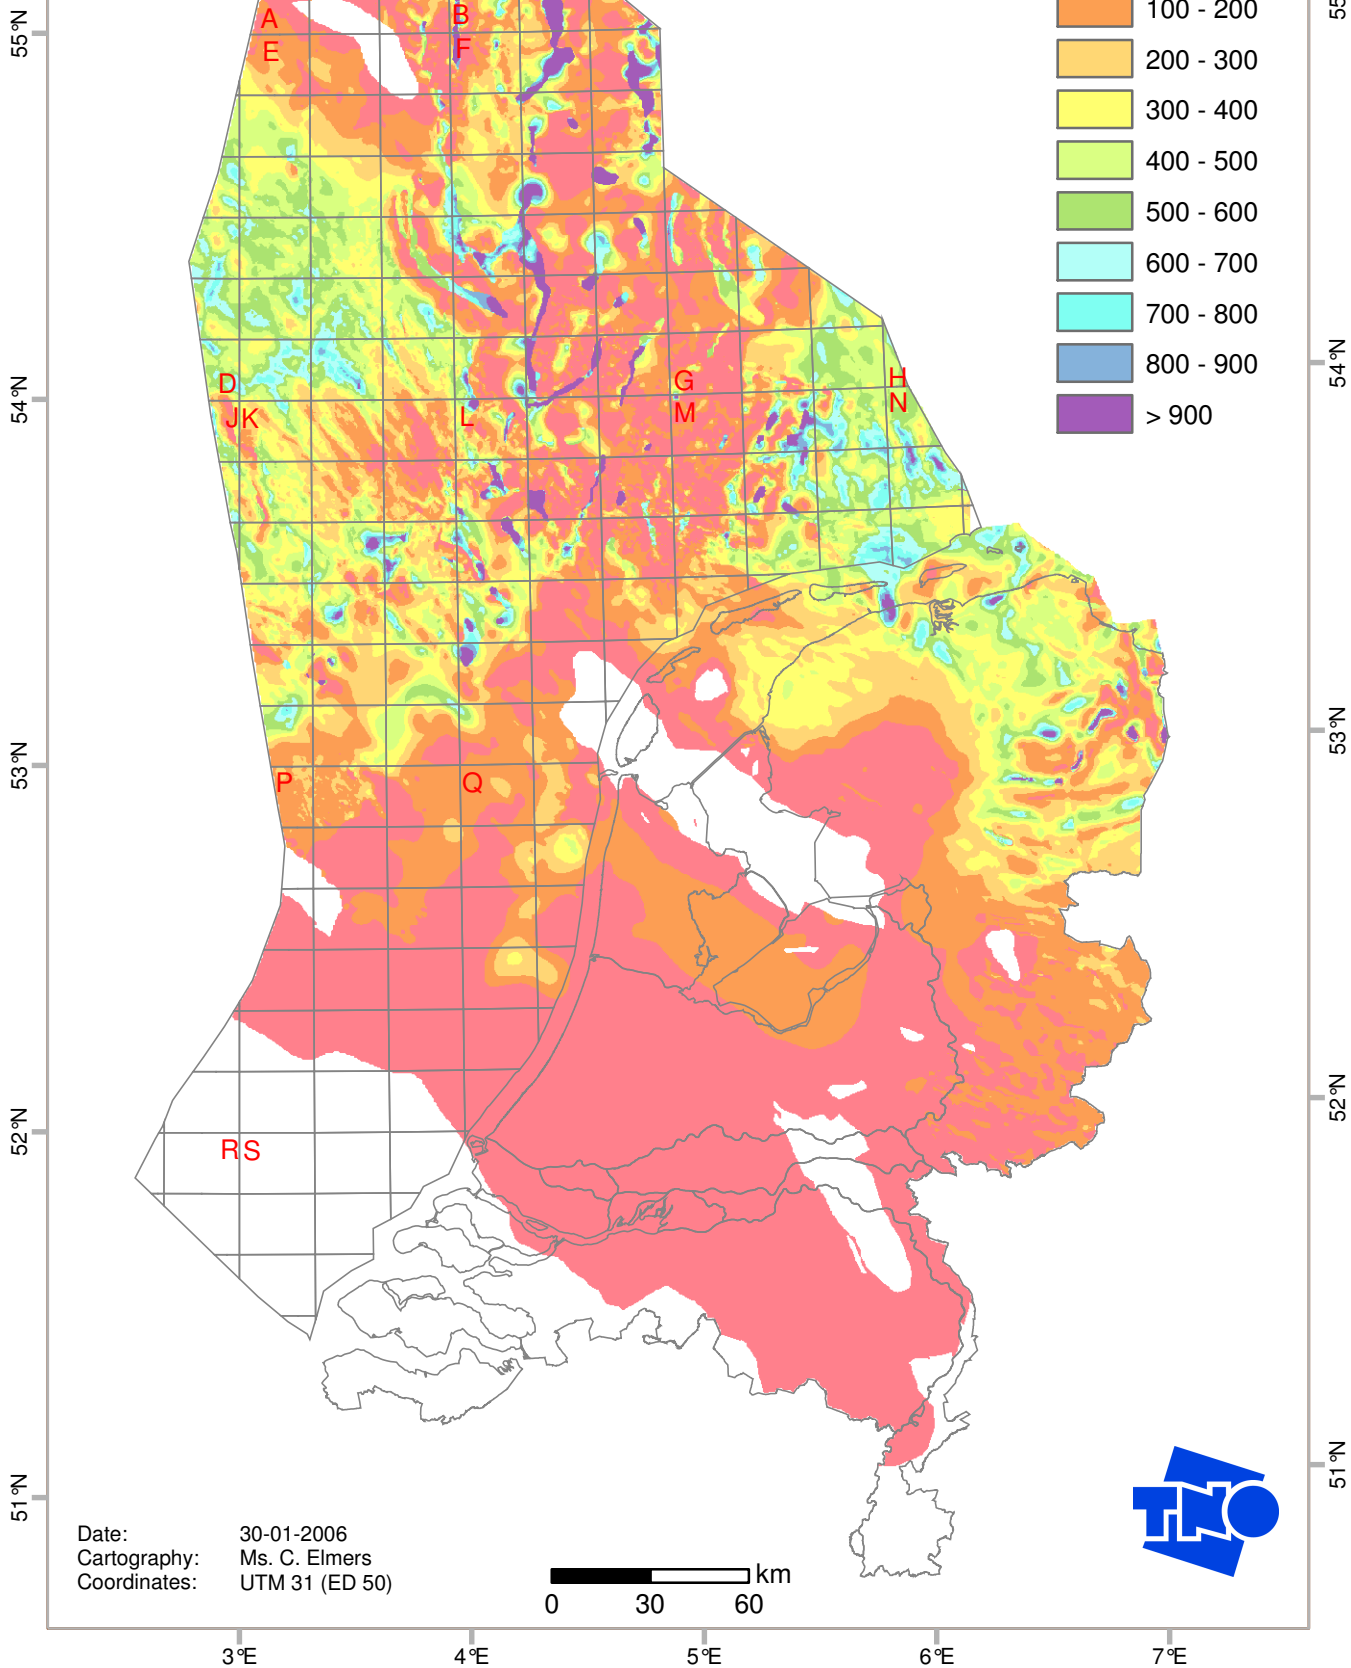 100 - 200
200 - 300
300 - 400
400 - 500
500 - 600
600 - 700
700 - 800
800 - 900
> 900
A
B
E
F
D
G
H
JK
L
M
N
P
Q
RS
55°N
54°N
53°N
52°N
51°N
54°N
53°N
52°N
51°N
TNO
Date: 30-01-2006
Cartography: Ms. C. Elmers
Coordinates: UTM 31 (ED 50)
km
0 30 60
3°E 4°E 5°E 6°E 7°E